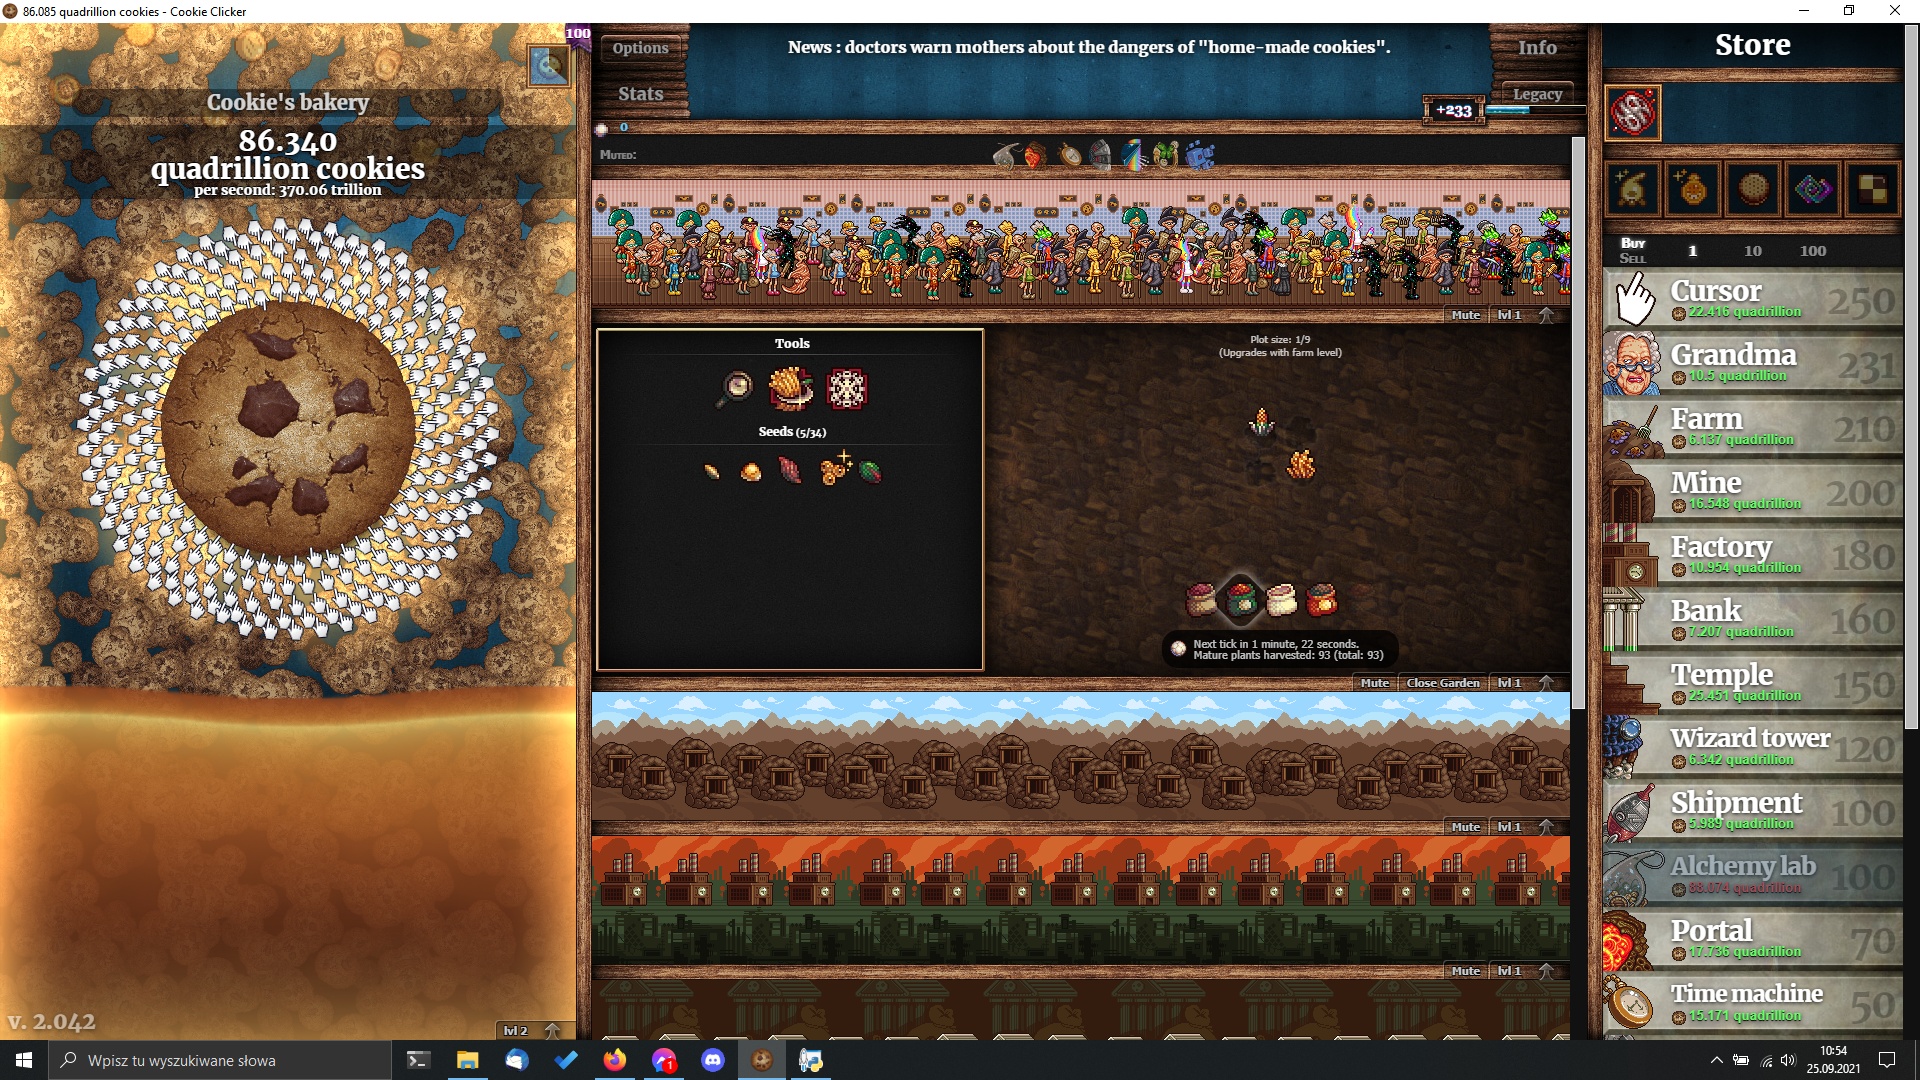 86.085 quadrillion cookies - Cookie Clicker
100
Cookie's bakery
86.340
quadrillion cookies
per second: 370.06 trillion
v. 2.042
lvl 2
Options
Stats
News : doctors warn mothers about the dangers of "home-made cookies".
Info
Legacy
+233
0
Muted:
Mute
lvl 1
Tools
Seeds (5/34)
Plot size: 1/9
(Upgrades with farm level)
Next tick in 1 minute, 22 seconds.
Mature plants harvested: 93 (total: 93)
Mute
Close Garden
lvl 1
Mute
lvl 1
Mute
lvl 1
Store
Buy
Sell
1
10
100
Cursor
22.416 quadrillion
250
Grandma
10.5 quadrillion
231
Farm
6.137 quadrillion
210
Mine
16.548 quadrillion
200
Factory
10.954 quadrillion
180
Bank
7.207 quadrillion
160
Temple
25.451 quadrillion
150
Wizard tower
6.342 quadrillion
120
Shipment
5.989 quadrillion
100
Alchemy lab
88.074 quadrillion
100
Portal
17.736 quadrillion
70
Time machine
15.171 quadrillion
50
Wpisz tu wyszukiwane słowa
1
10:54
25.09.2021